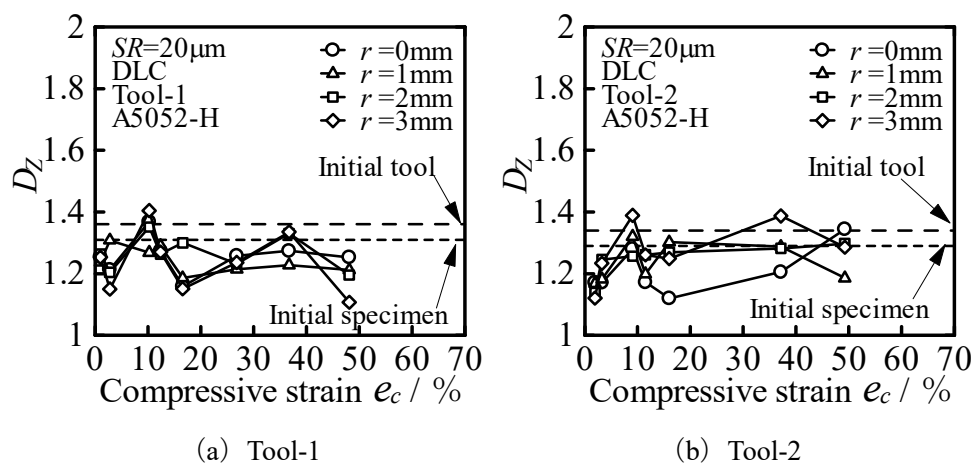 2
1.8
1.6
1.4
1.2
1
D_Z
SR=20μm
DLC
Tool-1
A5052-H
r=0mm
r=1mm
r=2mm
r=3mm
Initial tool
Initial specimen
0 10 20 30 40 50 60 70
Compressive strain e_c / %
(a) Tool-1
2
1.8
1.6
1.4
1.2
1
D_Z
SR=20μm
DLC
Tool-2
A5052-H
r=0mm
r=1mm
r=2mm
r=3mm
Initial tool
Initial specimen
0 10 20 30 40 50 60 70
Compressive strain e_c / %
(b) Tool-2